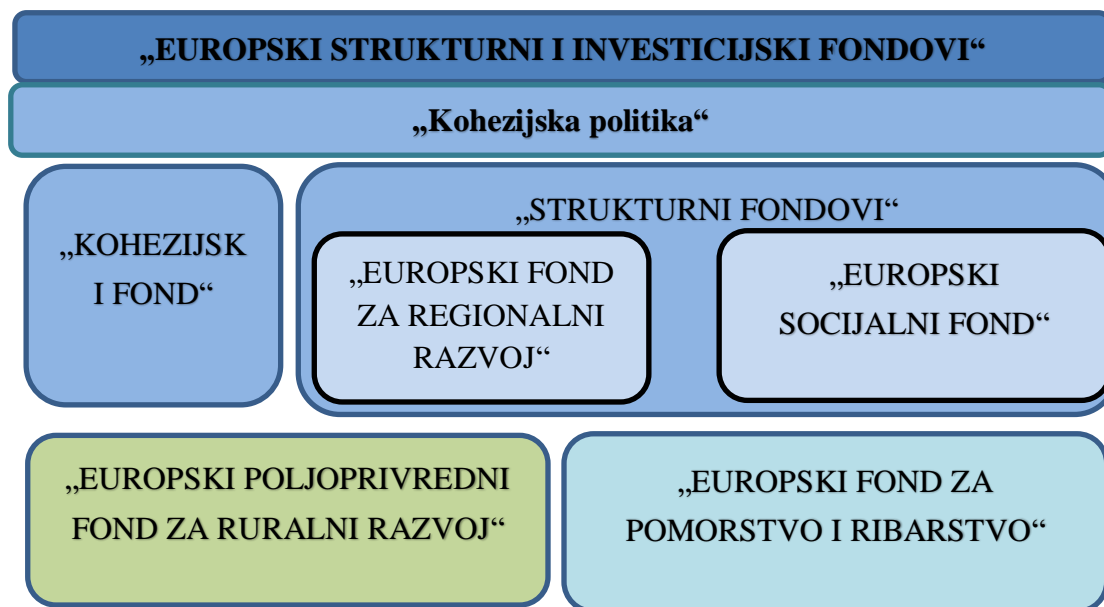 „EUROPSKI STRUKTURNI I INVESTICIJSKI FONDOVI“
„Kohezijska politika“
„KOHEZIJSK
I FOND“
„STRUKTURNI FONDOVI“
„EUROPSKI FOND
ZA REGIONALNI
RAZVOJ“
„EUROPSKI
SOCIJALNI FOND“
„EUROPSKI POLJOPRIVREDNI
FOND ZA RURALNI RAZVOJ“
„EUROPSKI FOND ZA
POMORSTVO I RIBARSTVO“